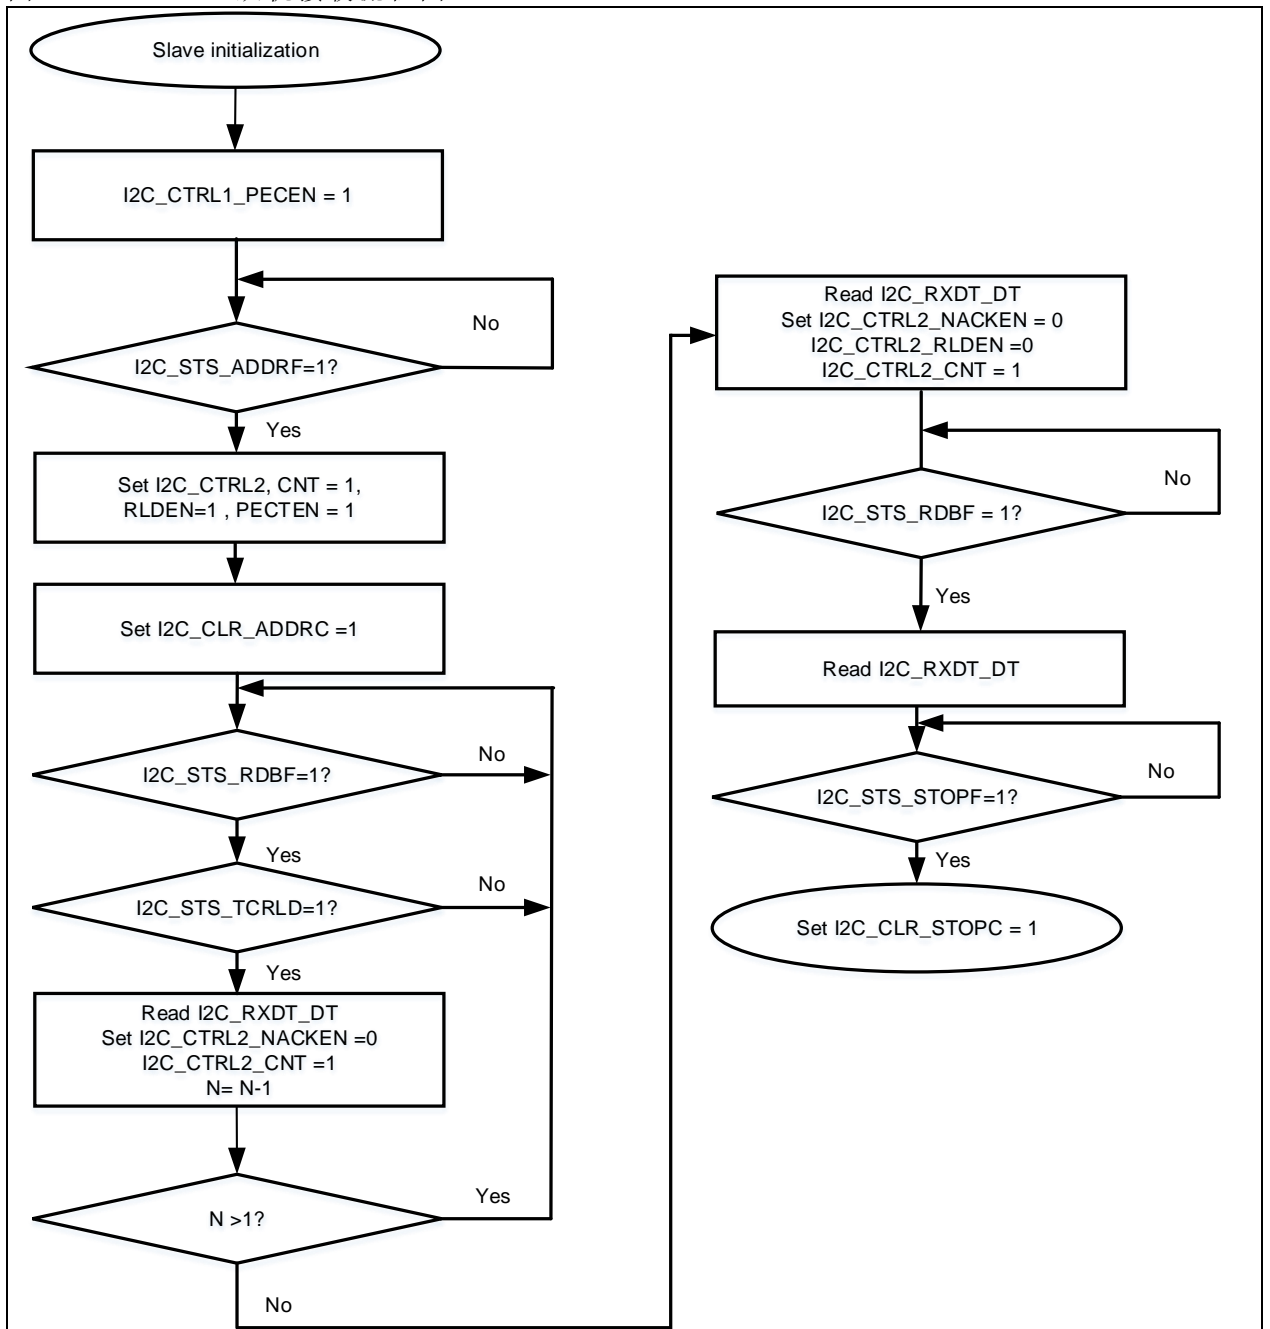 Slave initialization
I2C_CTRL1_PECEN = 1
No
I2C_STS_ADDRF=1?
Yes
Set I2C_CTRL2, CNT = 1,
RLDEN=1 , PECTEN = 1
Set I2C_CLR_ADDRC =1
No
I2C_STS_RDBF=1?
Yes
No
I2C_STS_TCRLD=1?
Yes
Read I2C_RXDT_DT
Set I2C_CTRL2_NACKEN =0
I2C_CTRL2_CNT =1
N= N-1
Yes
N >1?
No
Read I2C_RXDT_DT
Set I2C_CTRL2_NACKEN = 0
I2C_CTRL2_RLDEN =0
I2C_CTRL2_CNT = 1
No
I2C_STS_RDBF = 1?
Yes
Read I2C_RXDT_DT
No
I2C_STS_STOPF=1?
Yes
Set I2C_CLR_STOPC = 1